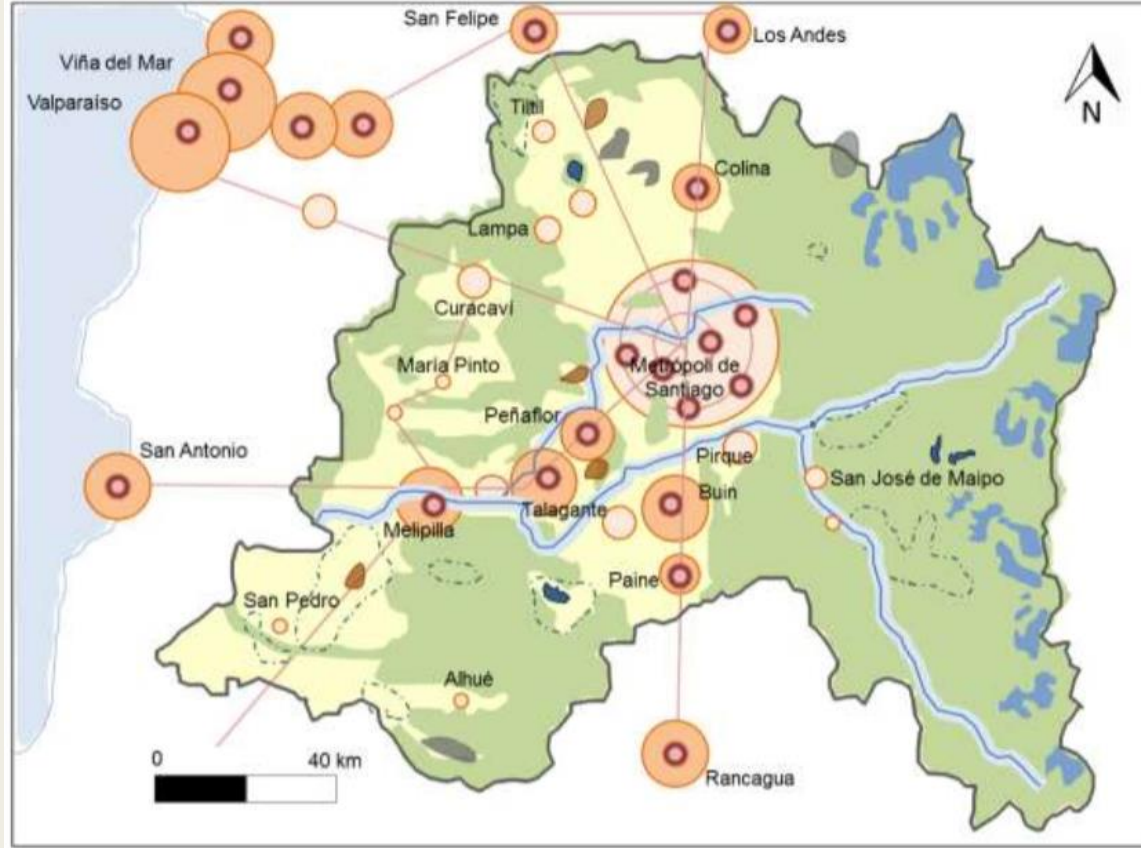 San Felipe
Los Andes
Viña del Mar
Valparaíso
N
Tiltil
Colina
Lampa
Curacaví
María Pinto
Metrópoli de
Santiago
Peñaflor
San Antonio
Pirque
San José de Maipo
Buin
Talagante
Melipilla
Paine
San Pedro
Alhué
0 40 km
Rancagua